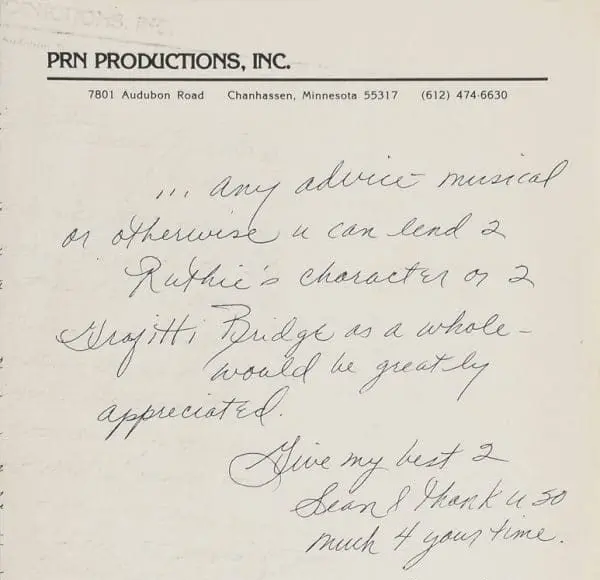 PRN PRODUCTIONS, INC.
7801 Audubon Road Chanhassen, Minnesota 55317 (612) 474-6630
... any advice musical
or otherwise u can lend 2
Ruthie's character or 2
Grafitti Bridge as a whole –
would be greatly
appreciated.
Give my best 2
Sean & thank u so
much 4 your time.